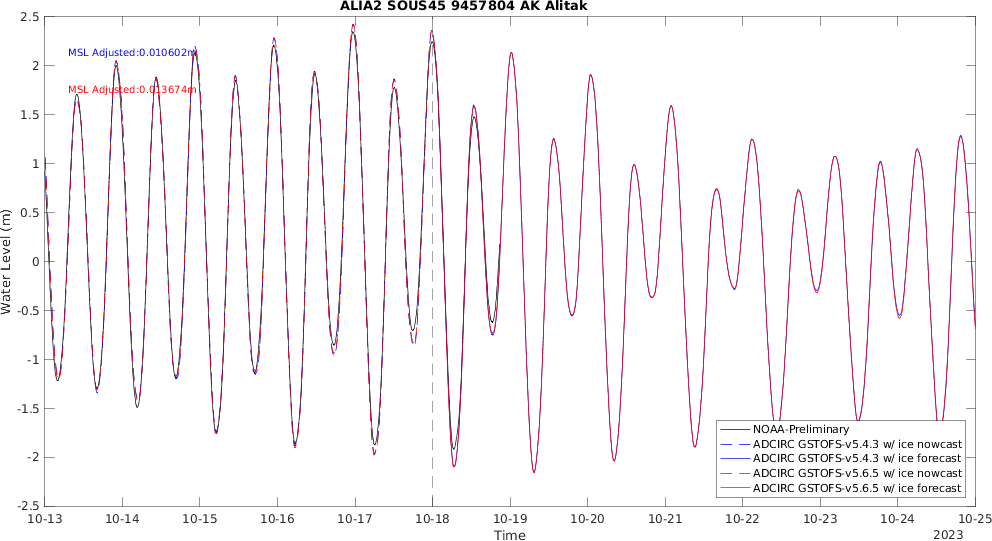 ALIA2 SOUS45 9457804 AK Alitak
MSL Adjusted:0.010602m
MSL Adjusted:0.013674m
2.5
2
1.5
1
0.5
0
-0.5
-1
-1.5
-2
-2.5
Water Level (m)
NOAA-Preliminary
ADCIRC GSTOFS-v5.4.3 w/ ice nowcast
ADCIRC GSTOFS-v5.4.3 w/ ice forecast
ADCIRC GSTOFS-v5.6.5 w/ ice nowcast
ADCIRC GSTOFS-v5.6.5 w/ ice forecast
10-13 10-14 10-15 10-16 10-17 10-18 10-19 10-20 10-21 10-22 10-23 10-24 10-25
Time
2023